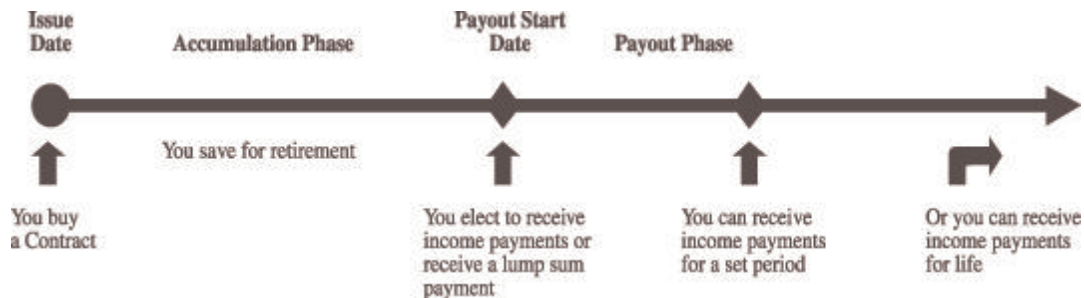 Issue
Date
Accumulation Phase
Payout Start
Date
Payout Phase
You save for retirement
You buy
a Contract
You elect to receive
income payments or
receive a lump sum
payment
You can receive
income payments
for a set period
Or you can receive
income payments
for life